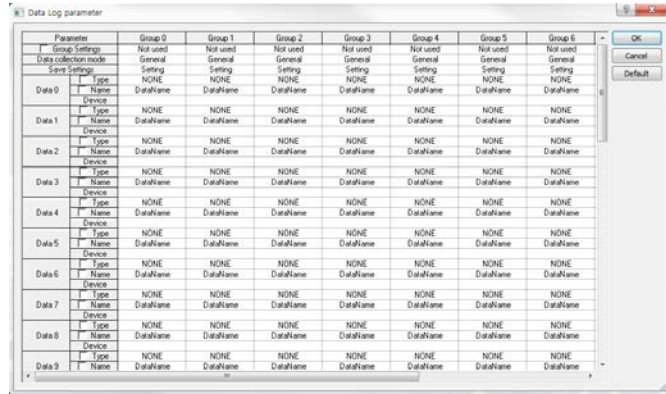 Data Log parameter
Parameter Group 0 Group 1 Group 2 Group 3 Group 4 Group 5 Group 6 OK
Group Settings Not used Not used Not used Not used Not used Not used Not used
Data collection mode General General General General General General General Cancel
Save Settings Setting Setting Setting Setting Setting Setting Setting Default
Type NONE NONE NONE NONE NONE NONE NONE
Data 0 Name DataName DataName DataName DataName DataName DataName DataName
Device
Type NONE NONE NONE NONE NONE NONE NONE
Data 1 Name DataName DataName DataName DataName DataName DataName DataName
Device
Type NONE NONE NONE NONE NONE NONE NONE
Data 2 Name DataName DataName DataName DataName DataName DataName DataName
Device
Type NONE NONE NONE NONE NONE NONE NONE
Data 3 Name DataName DataName DataName DataName DataName DataName DataName
Device
Type NONE NONE NONE NONE NONE NONE NONE
Data 4 Name DataName DataName DataName DataName DataName DataName DataName
Device
Type NONE NONE NONE NONE NONE NONE NONE
Data 5 Name DataName DataName DataName DataName DataName DataName DataName
Device
Type NONE NONE NONE NONE NONE NONE NONE
Data 6 Name DataName DataName DataName DataName DataName DataName DataName
Device
Type NONE NONE NONE NONE NONE NONE NONE
Data 7 Name DataName DataName DataName DataName DataName DataName DataName
Device
Type NONE NONE NONE NONE NONE NONE NONE
Data 8 Name DataName DataName DataName DataName DataName DataName DataName
Device
Type NONE NONE NONE NONE NONE NONE NONE
Data 9 Name DataName DataName DataName DataName DataName DataName DataName